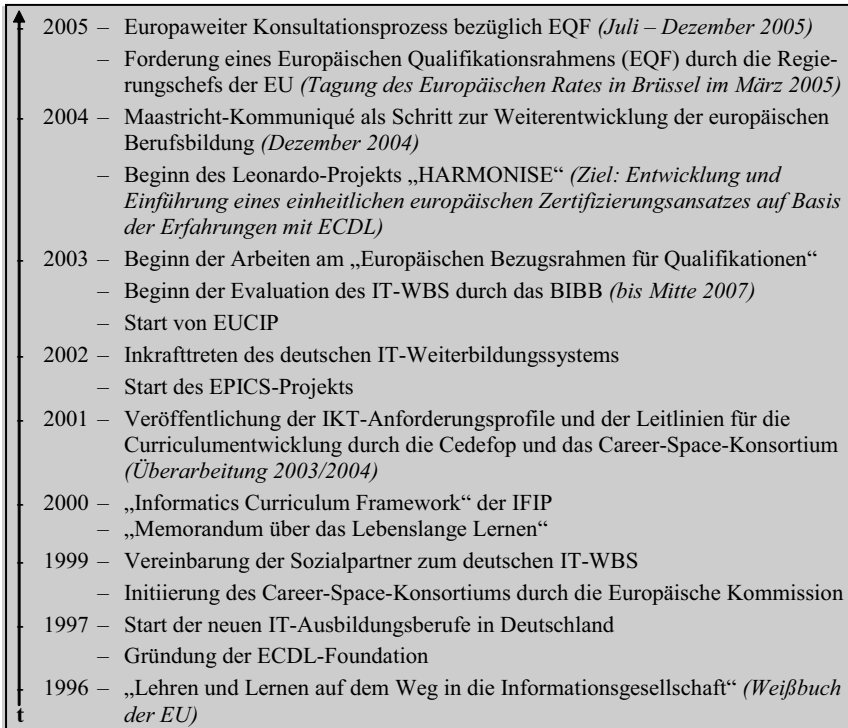 2005 – Europaweiter Konsultationsprozess bezüglich EQF (Juli – Dezember 2005)
– Forderung eines Europäischen Qualifikationsrahmens (EQF) durch die Regie-
rungschefs der EU (Tagung des Europäischen Rates in Brüssel im März 2005)
2004 – Maastricht-Kommuniqué als Schritt zur Weiterentwicklung der europäischen
Berufsbildung (Dezember 2004)
– Beginn des Leonardo-Projekts „HARMONISE“ (Ziel: Entwicklung und
Einführung eines einheitlichen europäischen Zertifizierungsansatzes auf Basis
der Erfahrungen mit ECDL)
2003 – Beginn der Arbeiten am „Europäischen Bezugsrahmen für Qualifikationen“
– Beginn der Evaluation des IT-WBS durch das BIBB (bis Mitte 2007)
– Start von EUCIP
2002 – Inkrafttreten des deutschen IT-Weiterbildungssystems
– Start des EPICS-Projekts
2001 – Veröffentlichung der IKT-Anforderungsprofile und der Leitlinien für die
Curriculumentwicklung durch die Cedefop und das Career-Space-Konsortium
(Überarbeitung 2003/2004)
2000 – „Informatics Curriculum Framework“ der IFIP
– „Memorandum über das Lebenslange Lernen“
1999 – Vereinbarung der Sozialpartner zum deutschen IT-WBS
– Initiierung des Career-Space-Konsortiums durch die Europäische Kommission
1997 – Start der neuen IT-Ausbildungsberufe in Deutschland
– Gründung der ECDL-Foundation
1996 – „Lehren und Lernen auf dem Weg in die Informationsgesellschaft“ (Weißbuch
der EU)
t